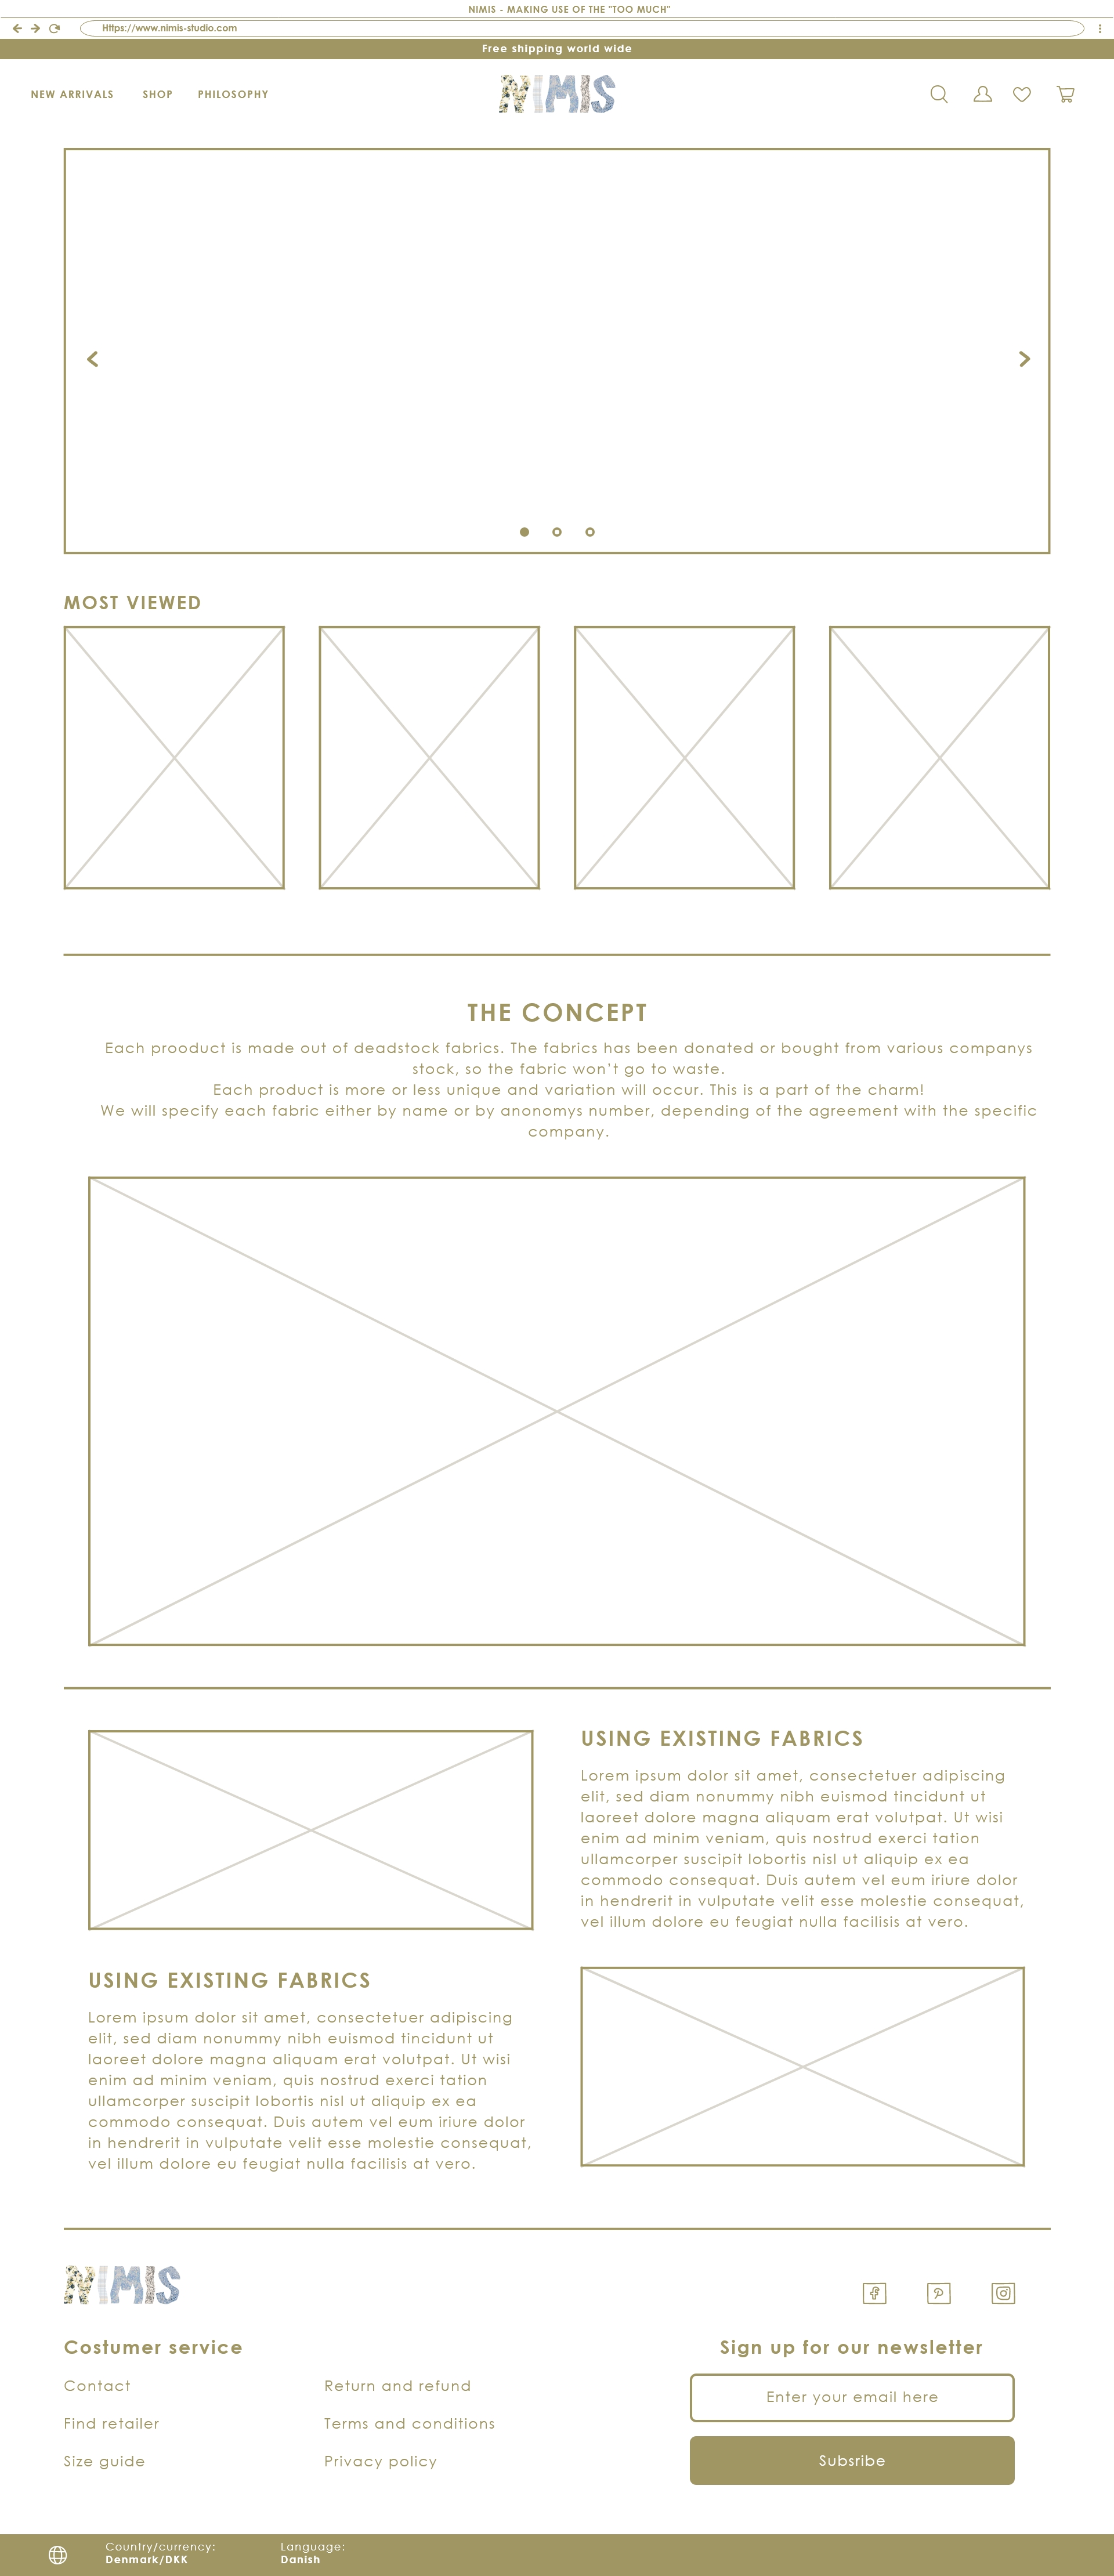 NIMIS - MAKING USE OF THE "TOO MUCH"
Https://www.nimis-studio.com
Free shipping world wide
NEW ARRIVALS SHOP PHILOSOPHY
NIMIS
MOST VIEWED
THE CONCEPT
Each prooduct is made out of deadstock fabrics. The fabrics has been donated or bought from various companys
stock, so the fabric won't go to waste.
Each product is more or less unique and variation will occur. This is a part of the charm!
We will specify each fabric either by name or by anonomys number, depending of the agreement with the specific
company.
USING EXISTING FABRICS
Lorem ipsum dolor sit amet, consectetuer adipiscing
elit, sed diam nonummy nibh euismod tincidunt ut
laoreet dolore magna aliquam erat volutpat. Ut wisi
enim ad minim veniam, quis nostrud exerci tation
ullamcorper suscipit lobortis nisl ut aliquip ex ea
commodo consequat. Duis autem vel eum iriure dolor
in hendrerit in vulputate velit esse molestie consequat,
vel illum dolore eu feugiat nulla facilisis at vero.
USING EXISTING FABRICS
Lorem ipsum dolor sit amet, consectetuer adipiscing
elit, sed diam nonummy nibh euismod tincidunt ut
laoreet dolore magna aliquam erat volutpat. Ut wisi
enim ad minim veniam, quis nostrud exerci tation
ullamcorper suscipit lobortis nisl ut aliquip ex ea
commodo consequat. Duis autem vel eum iriure dolor
in hendrerit in vulputate velit esse molestie consequat,
vel illum dolore eu feugiat nulla facilisis at vero.
NIMIS
Costumer service
Contact
Find retailer
Size guide
Return and refund
Terms and conditions
Privacy policy
Sign up for our newsletter
Enter your email here
Subsribe
Country/currency:
Denmark/DKK
Language:
Danish